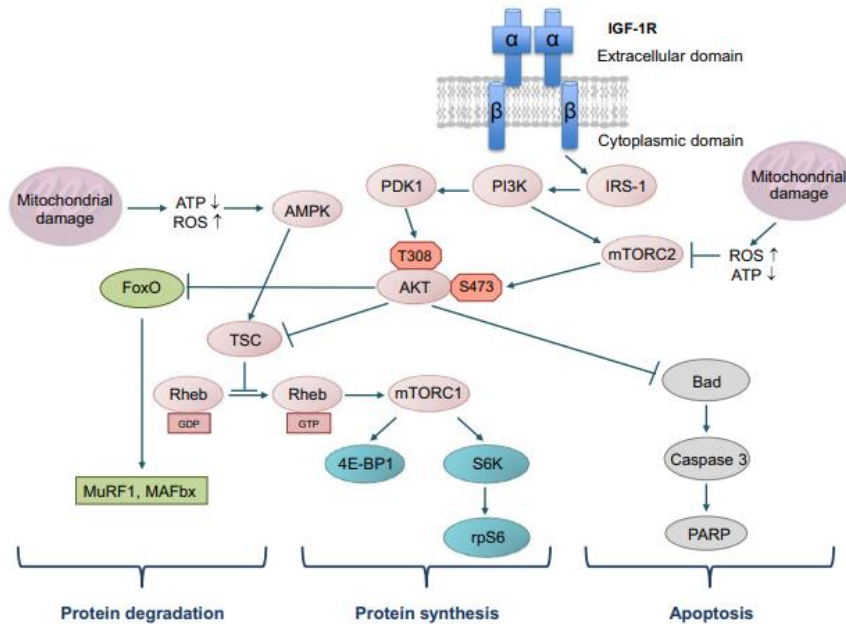 IGF-1R
α
α
Extracellular domain
β
β
Cytoplasmic domain
Mitochondrial
damage
ATP ↓
ROS ↑
AMPK
PDK1
PI3K
IRS-1
Mitochondrial
damage
T308
mTORC2
ROS ↑
ATP ↓
FoxO
AKT
S473
TSC
Rheb
GDP
Rheb
GTP
mTORC1
Bad
4E-BP1
S6K
Caspase 3
MuRF1, MAFbx
rpS6
PARP
Protein degradation
Protein synthesis
Apoptosis